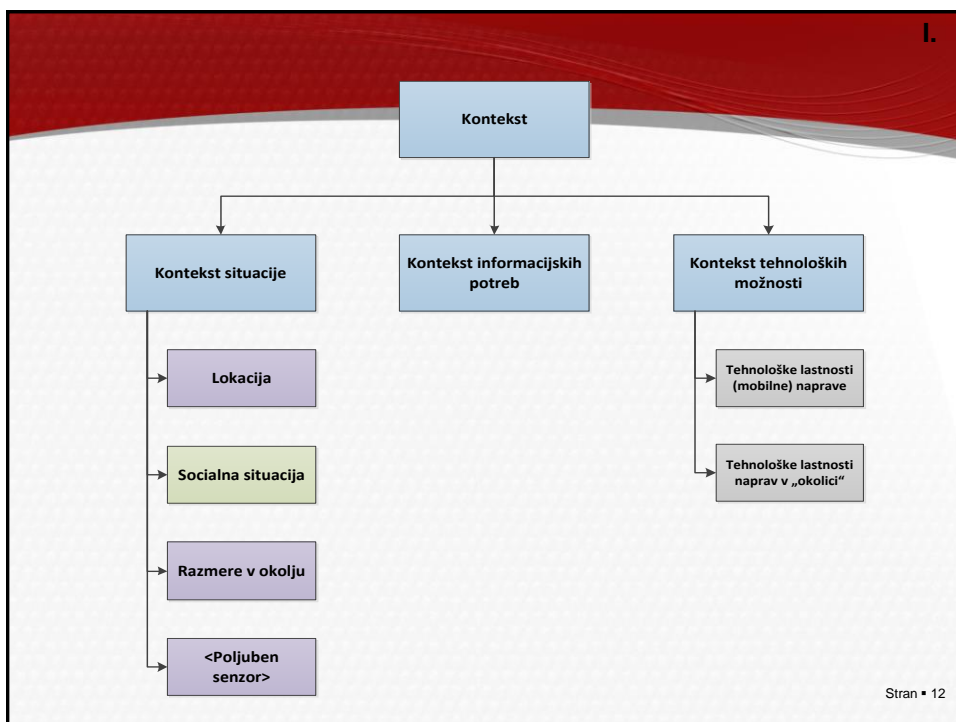 I.
Kontekst
Kontekst situacije
Kontekst informacijskih
potreb
Kontekst tehnoloških
možnosti
Lokacija
Socialna situacija
Razmere v okolju
<Poljuben
senzor>
Tehnološke lastnosti
(mobilne) naprave
Tehnološke lastnosti
naprav v „okolici“
Stran ▪ 12